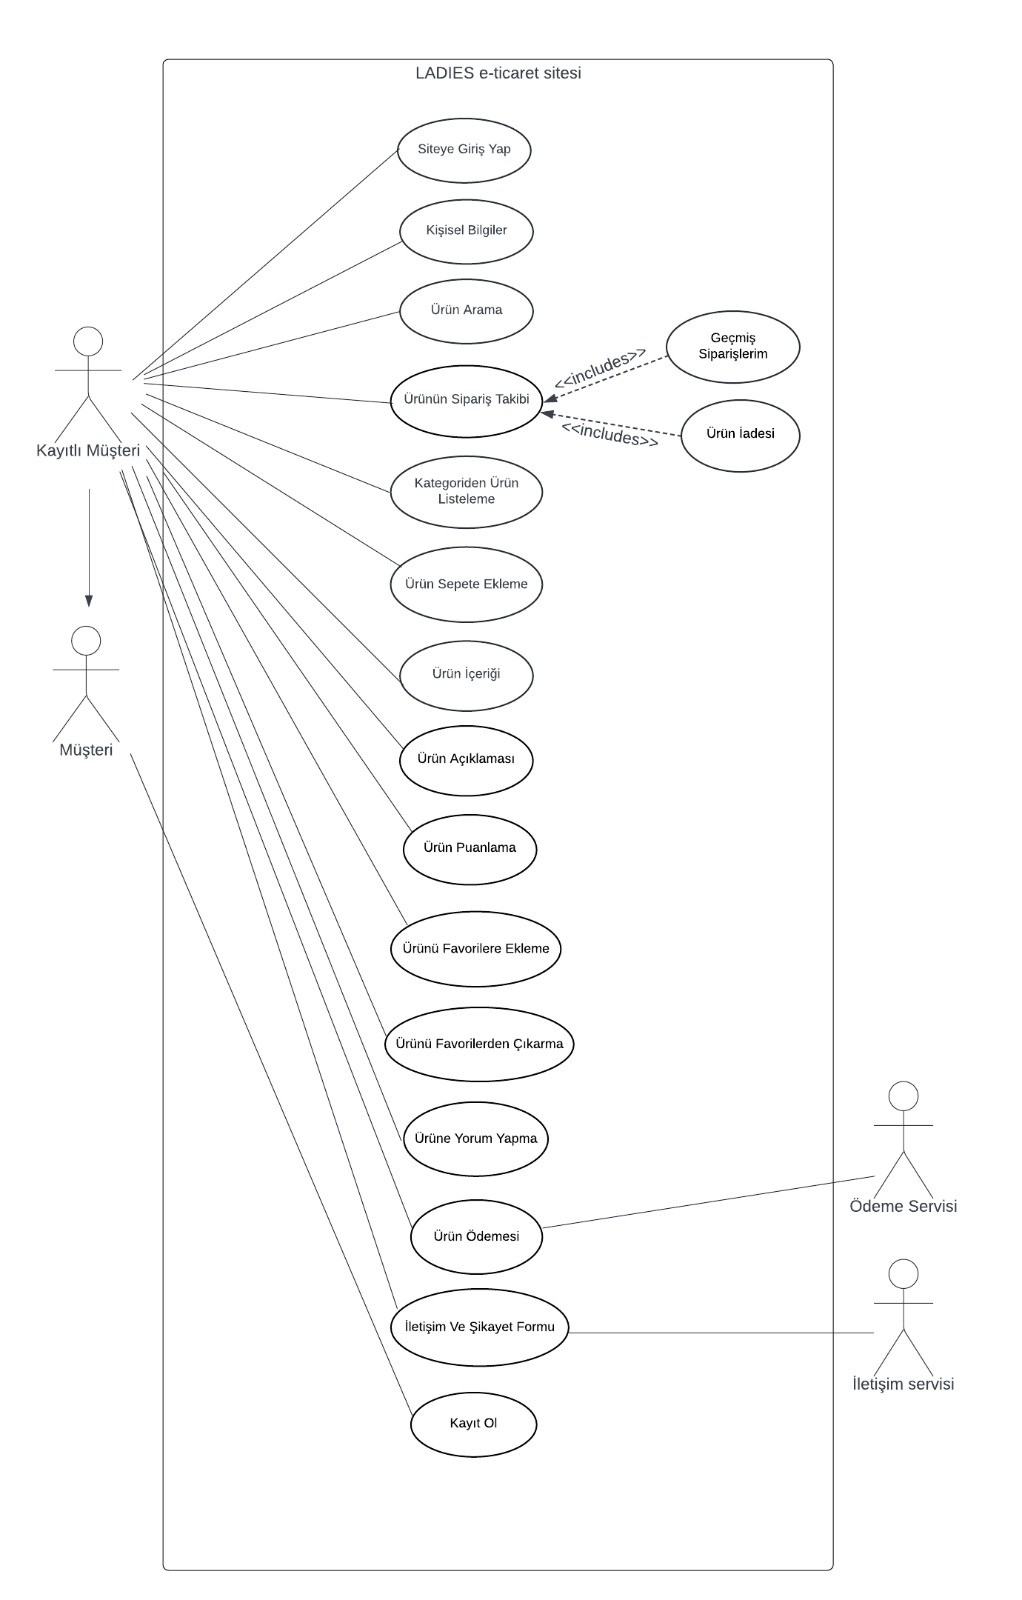 LADIES e-ticaret sitesi
Siteye Giriş Yap
Kişisel Bilgiler
Ürün Arama
Geçmiş
Siparişlerim
<<includes>>
Ürünün Sipariş Takibi
<<includes>>
Ürün İadesi
Kayıtlı Müşteri
Kategoriden Ürün
Listeleme
Ürün Sepete Ekleme
Ürün İçeriği
Müşteri
Ürün Açıklaması
Ürün Puanlama
Ürünü Favorilere Ekleme
Ürünü Favorilerden Çıkarma
Ürüne Yorum Yapma
Ödeme Servisi
Ürün Ödemesi
İletişim Ve Şikayet Formu
İletişim servisi
Kayıt Ol